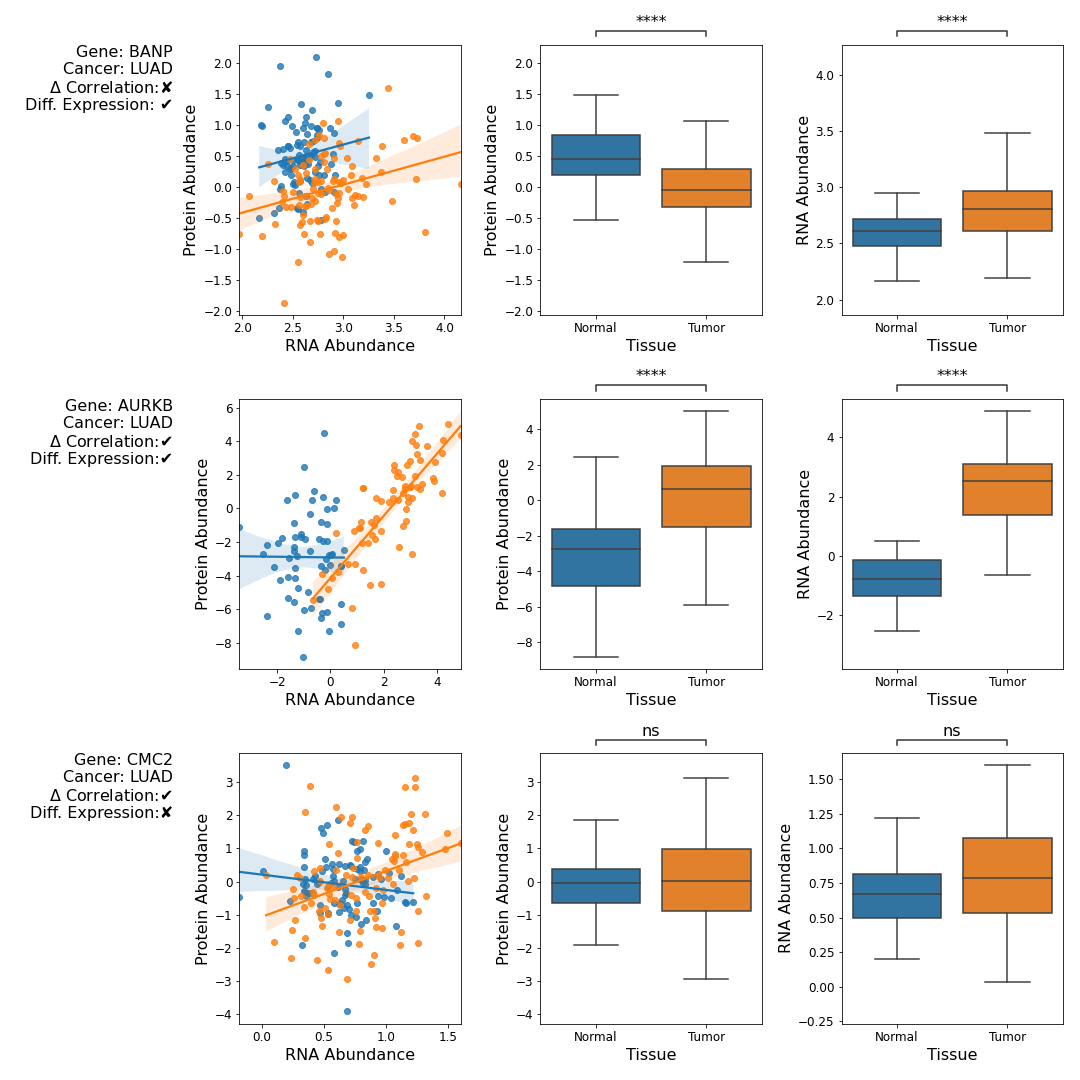 Gene: BANP
Cancer: LUAD
Δ Correlation:✘
Diff. Expression: ✔
2.0
1.5
1.0
0.5
0.0
−0.5
−1.0
−1.5
−2.0
Protein Abundance
2.0 2.5 3.0 3.5 4.0
RNA Abundance
****
2.0
1.5
1.0
0.5
0.0
−0.5
−1.0
−1.5
−2.0
Protein Abundance
Normal Tumor
Tissue
****
4.0
3.5
3.0
2.5
2.0
RNA Abundance
Normal Tumor
Tissue
Gene: AURKB
Cancer: LUAD
Δ Correlation:✔
Diff. Expression:✔
6
4
2
0
−2
−4
−6
−8
Protein Abundance
−2 0 2 4
RNA Abundance
****
4
2
0
−2
−4
−6
−8
Protein Abundance
Normal Tumor
Tissue
****
4
2
0
−2
RNA Abundance
Normal Tumor
Tissue
Gene: CMC2
Cancer: LUAD
Δ Correlation:✔
Diff. Expression:✘
3
2
1
0
−1
−2
−3
−4
Protein Abundance
0.0 0.5 1.0 1.5
RNA Abundance
ns
3
2
1
0
−1
−2
−3
−4
Protein Abundance
Normal Tumor
Tissue
ns
1.50
1.25
1.00
0.75
0.50
0.25
0.00
−0.25
RNA Abundance
Normal Tumor
Tissue